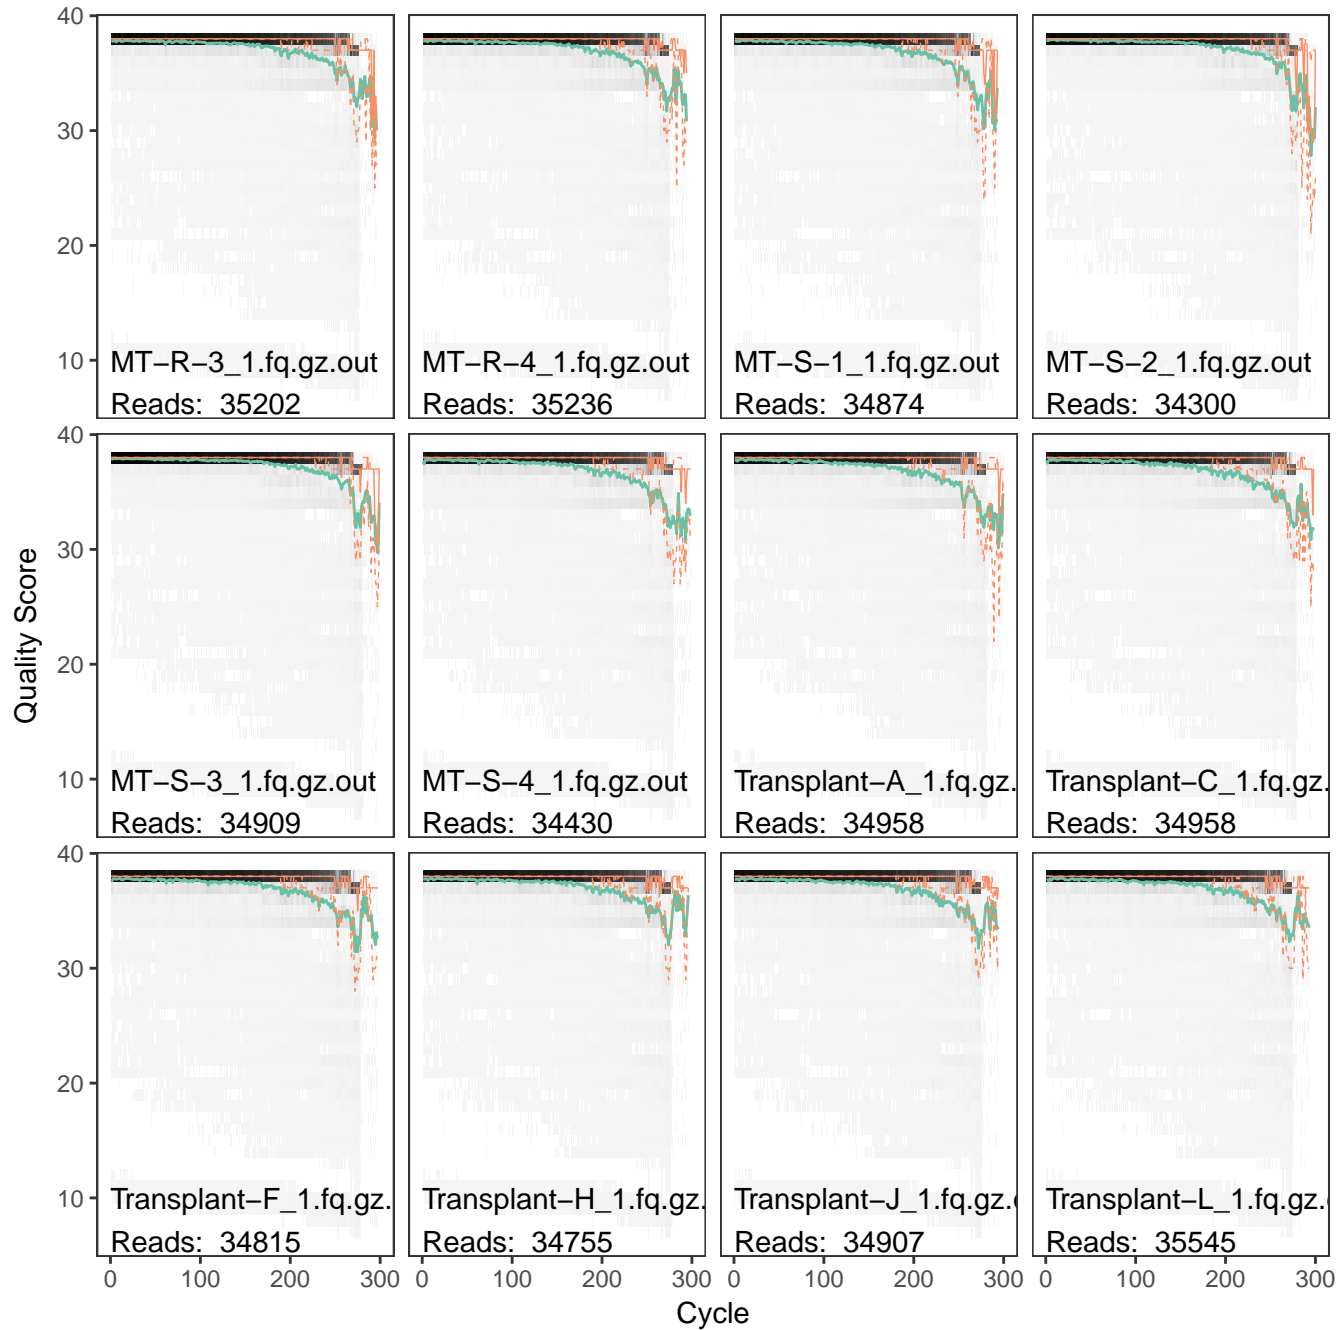 40
30
20
10
MT−R−3_1.fq.gz.out
Reads: 35202
MT−R−4_1.fq.gz.out
Reads: 35236
MT−S−1_1.fq.gz.out
Reads: 34874
MT−S−2_1.fq.gz.out
Reads: 34300
40
30
20
10
MT−S−3_1.fq.gz.out
Reads: 34909
MT−S−4_1.fq.gz.out
Reads: 34430
Transplant−A_1.fq.gz.
Reads: 34958
Transplant−C_1.fq.gz.
Reads: 34958
40
30
20
10
Transplant−F_1.fq.gz.
Reads: 34815
Transplant−H_1.fq.gz.
Reads: 34755
Transplant−J_1.fq.gz.
Reads: 34907
Transplant−L_1.fq.gz.
Reads: 35545
0 100 200 300
0 100 200 300
0 100 200 300
0 100 200 300
Cycle
Quality Score